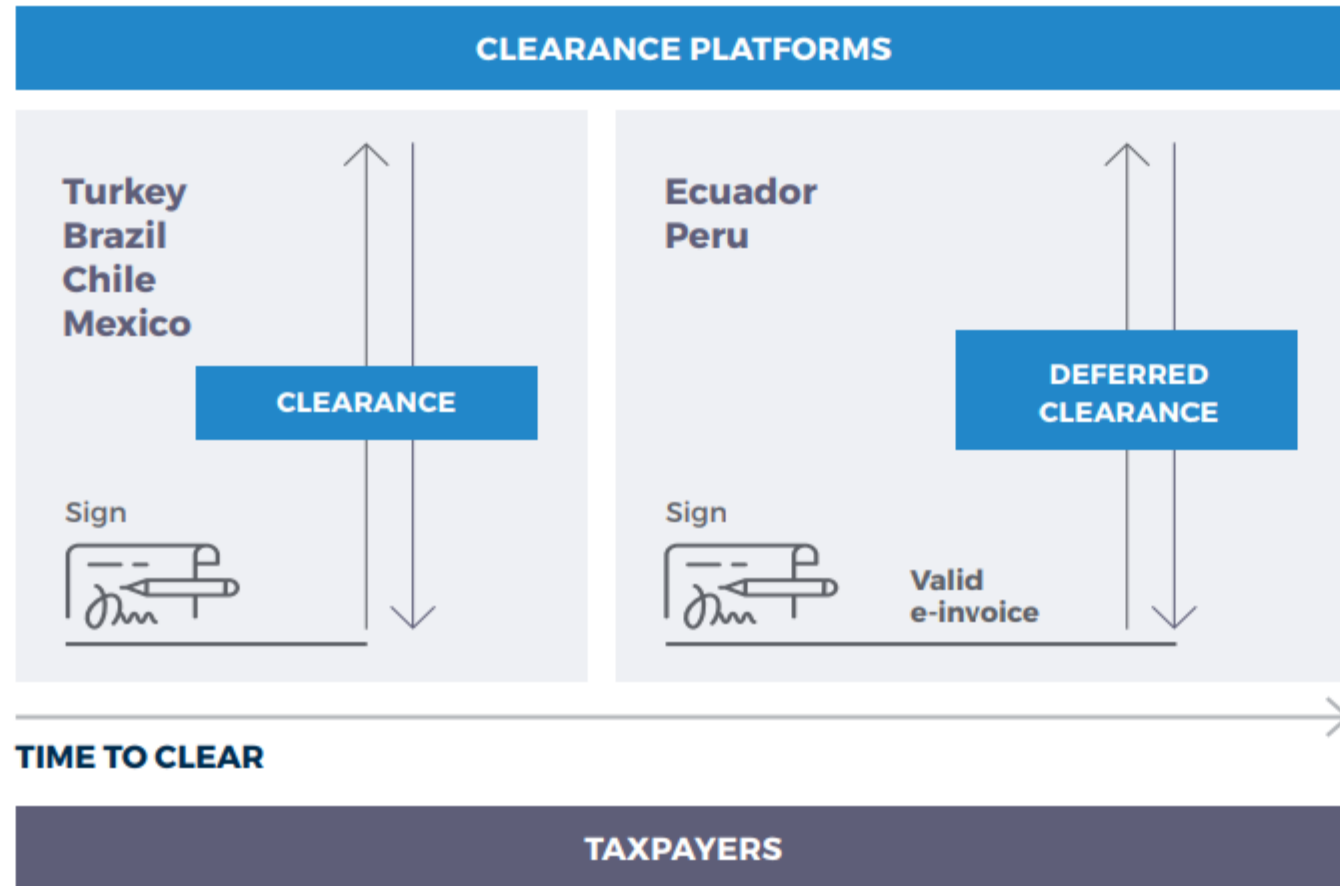 CLEARANCE PLATFORMS
Turkey
Brazil
Chile
Mexico
CLEARANCE
Sign
Ecuador
Peru
DEFERRED
CLEARANCE
Sign
Valid
e-invoice
TIME TO CLEAR
TAXPAYERS